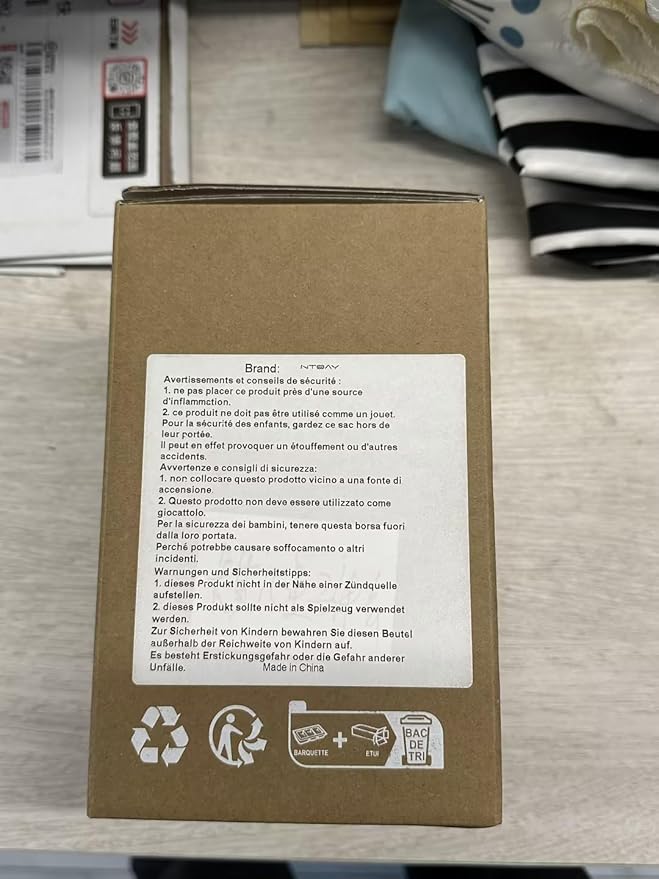 Brand: NTBAY
Avertissements et conseils de sécurité :
1. ne pas placer ce produit près d'une source
d'inflammction.
2. ce produit ne doit pas être utilisé comme un jouet.
Pour la sécurité des enfants, gardez ce sac hors de
leur portée.
Il peut en effet provoquer un étouffement ou d'autres
accidents.
Avvertenze e consigli di sicurezza:
1. non collocare questo prodotto vicino a una fonte di
accensione.
2. Questo prodotto non deve essere utilizzato come
giocattolo.
Per la sicurezza dei bambini, tenere questa borsa fuori
dalla loro portata.
Perché potrebbe causare soffocamento o altri
incidenti.
Warnungen und Sicherheitstipps:
1. dieses Produkt nicht in der Nähe einer Zündquelle
aufstellen.
2. dieses Produkt sollte nicht als Spielzeug verwendet
werden.
Zur Sicherheit von Kindern bewahren Sie diesen Beutel
außerhalb der Reichweite von Kindern auf.
Es besteht Erstickungsgefahr oder die Gefahr anderer
Unfälle. Made in China
BARQUETTE + ETUI
BAC
DE
TRI